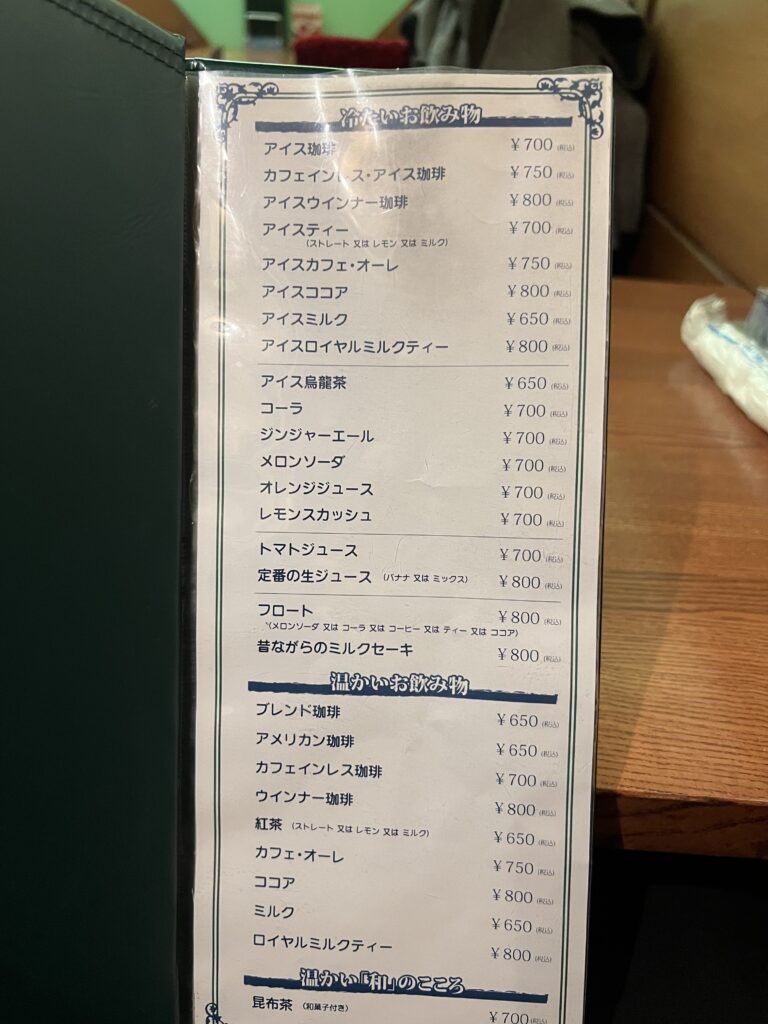 冷たいお飲み物
アイス珈琲 ￥700(税込)
カフェインレス・アイス珈琲 ￥750(税込)
アイスウインナー珈琲 ￥800(税込)
アイスティー ￥700(税込)
(ストレート 又は レモン 又は ミルク)
アイスカフェ・オーレ ￥750(税込)
アイスココア ￥800(税込)
アイスミルク ￥650(税込)
アイスロイヤルミルクティー ￥800(税込)
アイス烏龍茶 ￥650(税込)
コーラ ￥700(税込)
ジンジャーエール ￥700(税込)
メロンソーダ ￥700(税込)
オレンジジュース ￥700(税込)
レモンスカッシュ ￥700(税込)
トマトジュース ￥700(税込)
定番の生ジュース (バナナ 又は ミックス) ￥800(税込)
フロート ￥800(税込)
(メロンソーダ 又は コーラ 又は コーヒー 又は ティー 又は ココア)
昔ながらのミルクセーキ ￥800(税込)
温かいお飲み物
ブレンド珈琲 ￥650(税込)
アメリカン珈琲 ￥650(税込)
カフェインレス珈琲 ￥700(税込)
ウインナー珈琲 ￥800(税込)
紅茶 (ストレート 又は レモン 又は ミルク) ￥650(税込)
カフェ・オーレ ￥750(税込)
ココア ￥800(税込)
ミルク ￥650(税込)
ロイヤルミルクティー ￥800(税込)
温かい「和」のこころ
昆布茶 (和菓子付き) ￥700(税込)